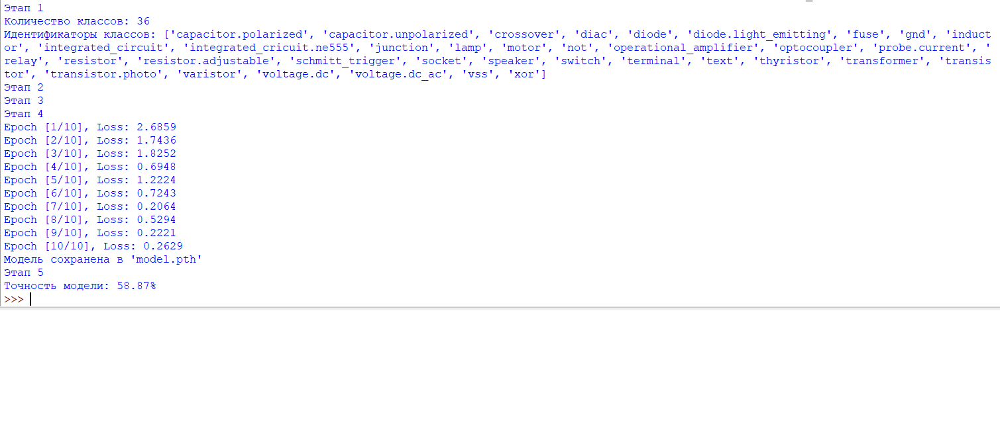 Этап 1
Количество классов: 36
Идентификаторы классов: ['capacitor.polarized', 'capacitor.unpolarized', 'crossover', 'diac', 'diode', 'diode.light_emitting', 'fuse', 'gnd', 'induct
or', 'integrated_circuit', 'integrated_cricuit.ne555', 'junction', 'lamp', 'motor', 'not', 'operational_amplifier', 'optocoupler', 'probe.current', '
relay', 'resistor', 'resistor.adjustable', 'schmitt_trigger', 'socket', 'speaker', 'switch', 'terminal', 'text', 'thyristor', 'transformer', 'transis
tor', 'transistor.photo', 'varistor', 'voltage.dc', 'voltage.dc_ac', 'vss', 'xor']
Этап 2
Этап 3
Этап 4
Epoch [1/10], Loss: 2.6859
Epoch [2/10], Loss: 1.7436
Epoch [3/10], Loss: 1.8252
Epoch [4/10], Loss: 0.6948
Epoch [5/10], Loss: 1.2224
Epoch [6/10], Loss: 0.7243
Epoch [7/10], Loss: 0.2064
Epoch [8/10], Loss: 0.5294
Epoch [9/10], Loss: 0.2221
Epoch [10/10], Loss: 0.2629
Модель сохранена в 'model.pth'
Этап 5
Точность модели: 58.87%
>>>